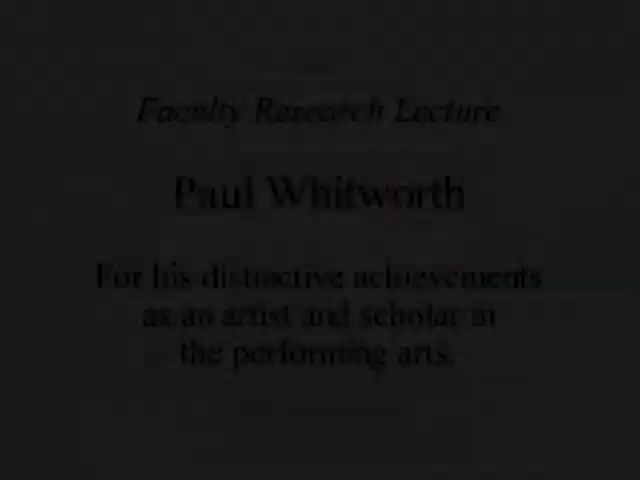 Faculty Research Lecture
Paul Whitworth
For his distinctive achievements
as an artist and scholar in
the performing arts.